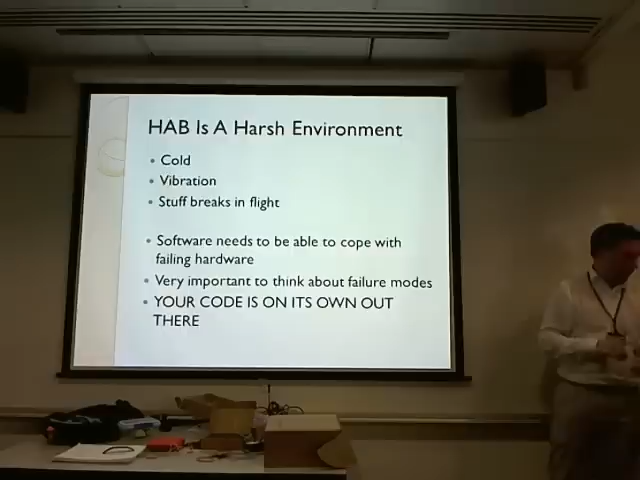 HAB Is A Harsh Environment
• Cold
• Vibration
• Stuff breaks in flight
• Software needs to be able to cope with
failing hardware
• Very important to think about failure modes
• YOUR CODE IS ON ITS OWN OUT
THERE